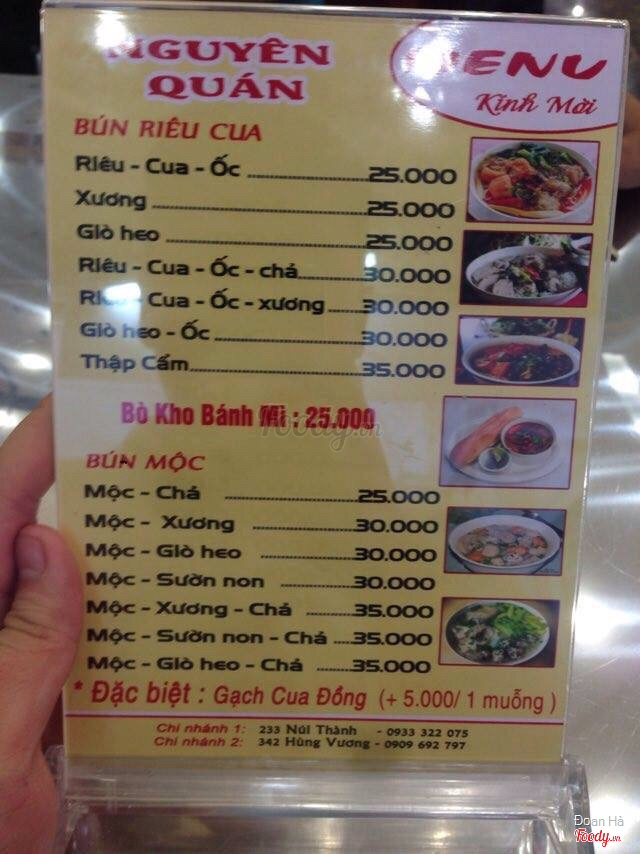 NGUYÊN
QUÁN
MENU
Kính Mời
BÚN RIÊU CUA
Riêu - Cua - Ốc ........ 25.000
Xương ........ 25.000
Giò heo ........ 25.000
Riêu - Cua - Ốc - chả ........ 30.000
Riêu - Cua - Ốc - xương ........ 30.000
Giò heo - Ốc ........ 30.000
Thập Cẩm ........ 35.000
Bò Kho Bánh Mì : 25.000
Foody.vn
BÚN MỘC
Mộc - Chả ........ 25.000
Mộc - Xương ........ 30.000
Mộc - Giò heo ........ 30.000
Mộc - Sườn non ........ 30.000
Mộc - Xương - Chả ........ 35.000
Mộc - Sườn non - Chả ..... 35.000
Mộc - Giò heo - Chả ........ 35.000
* Đặc biệt : Gạch Cua Đồng (+ 5.000/ 1 muỗng )
Chi nhánh 1: 233 Núi Thành - 0933 322 075
Chi nhánh 2: 342 Hùng Vương - 0909 692 797
Đoan Hà
Foody.vn